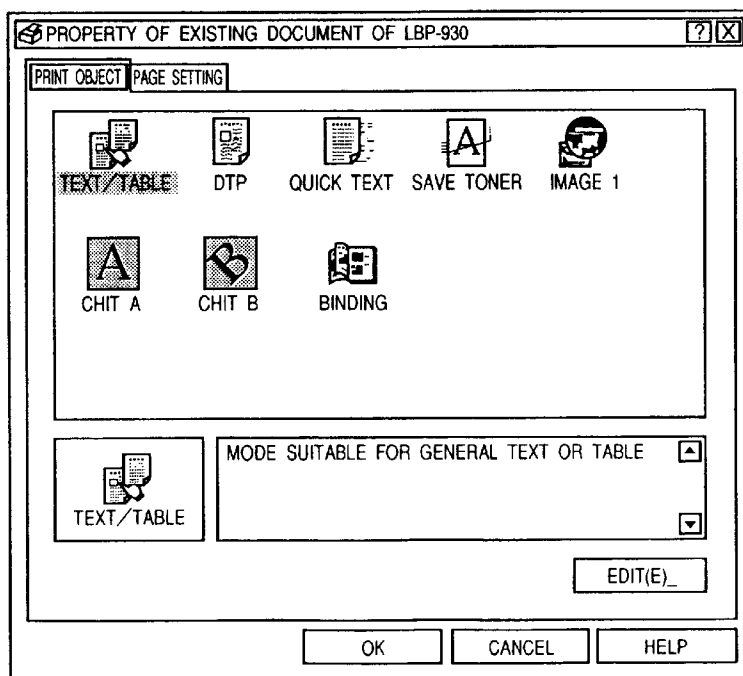 PROPERTY OF EXISTING DOCUMENT OF LBP-930 ? X
PRINT OBJECT PAGE SETTING
TEXT/TABLE DTP QUICK TEXT SAVE TONER IMAGE 1
CHIT A CHIT B BINDING
MODE SUITABLE FOR GENERAL TEXT OR TABLE
TEXT/TABLE
EDIT(E)_
OK CANCEL HELP